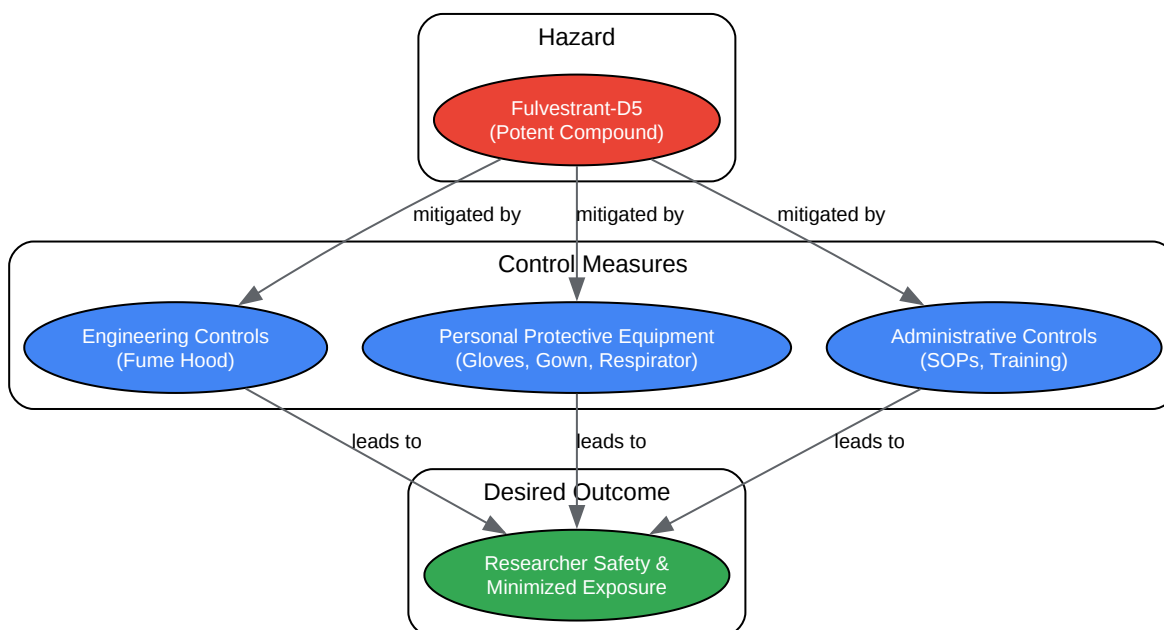 Hazard
Fulvestrant-D5
(Potent Compound)
mitigated by
mitigated by
mitigated by
Control Measures
Engineering Controls
(Fume Hood)
Personal Protective Equipment
(Gloves, Gown, Respirator)
Administrative Controls
(SOPs, Training)
leads to
leads to
leads to
Desired Outcome
Researcher Safety &
Minimized Exposure